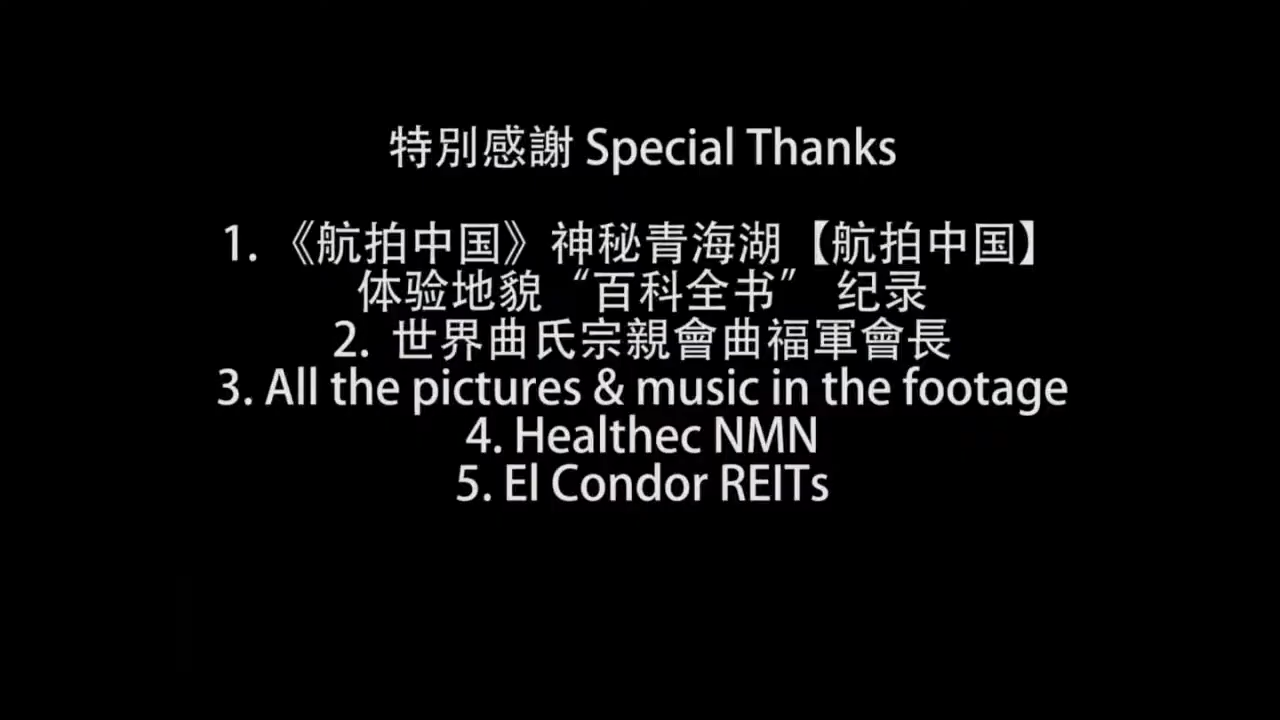 特別感謝 Special Thanks
1. 《航拍中国》神秘青海湖【航拍中国】
体验地貌“百科全书” 纪录
2. 世界曲氏宗親會曲福軍會長
3. All the pictures & music in the footage
4. Healthec NMN
5. El Condor REITs